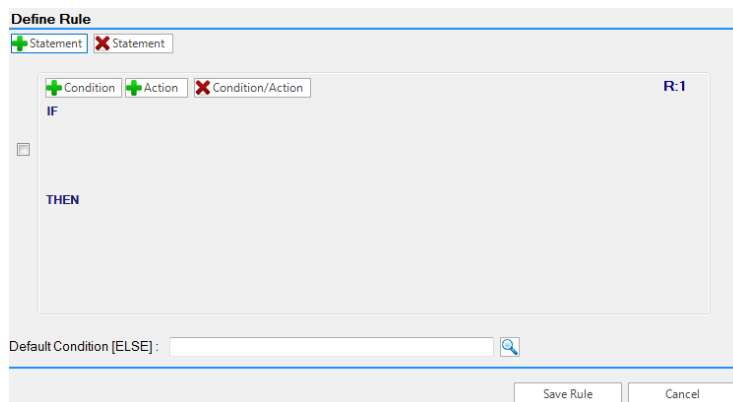 Define Rule
Statement Statement
Condition Action Condition/Action R:1
IF
THEN
Default Condition [ELSE] :
Save Rule Cancel